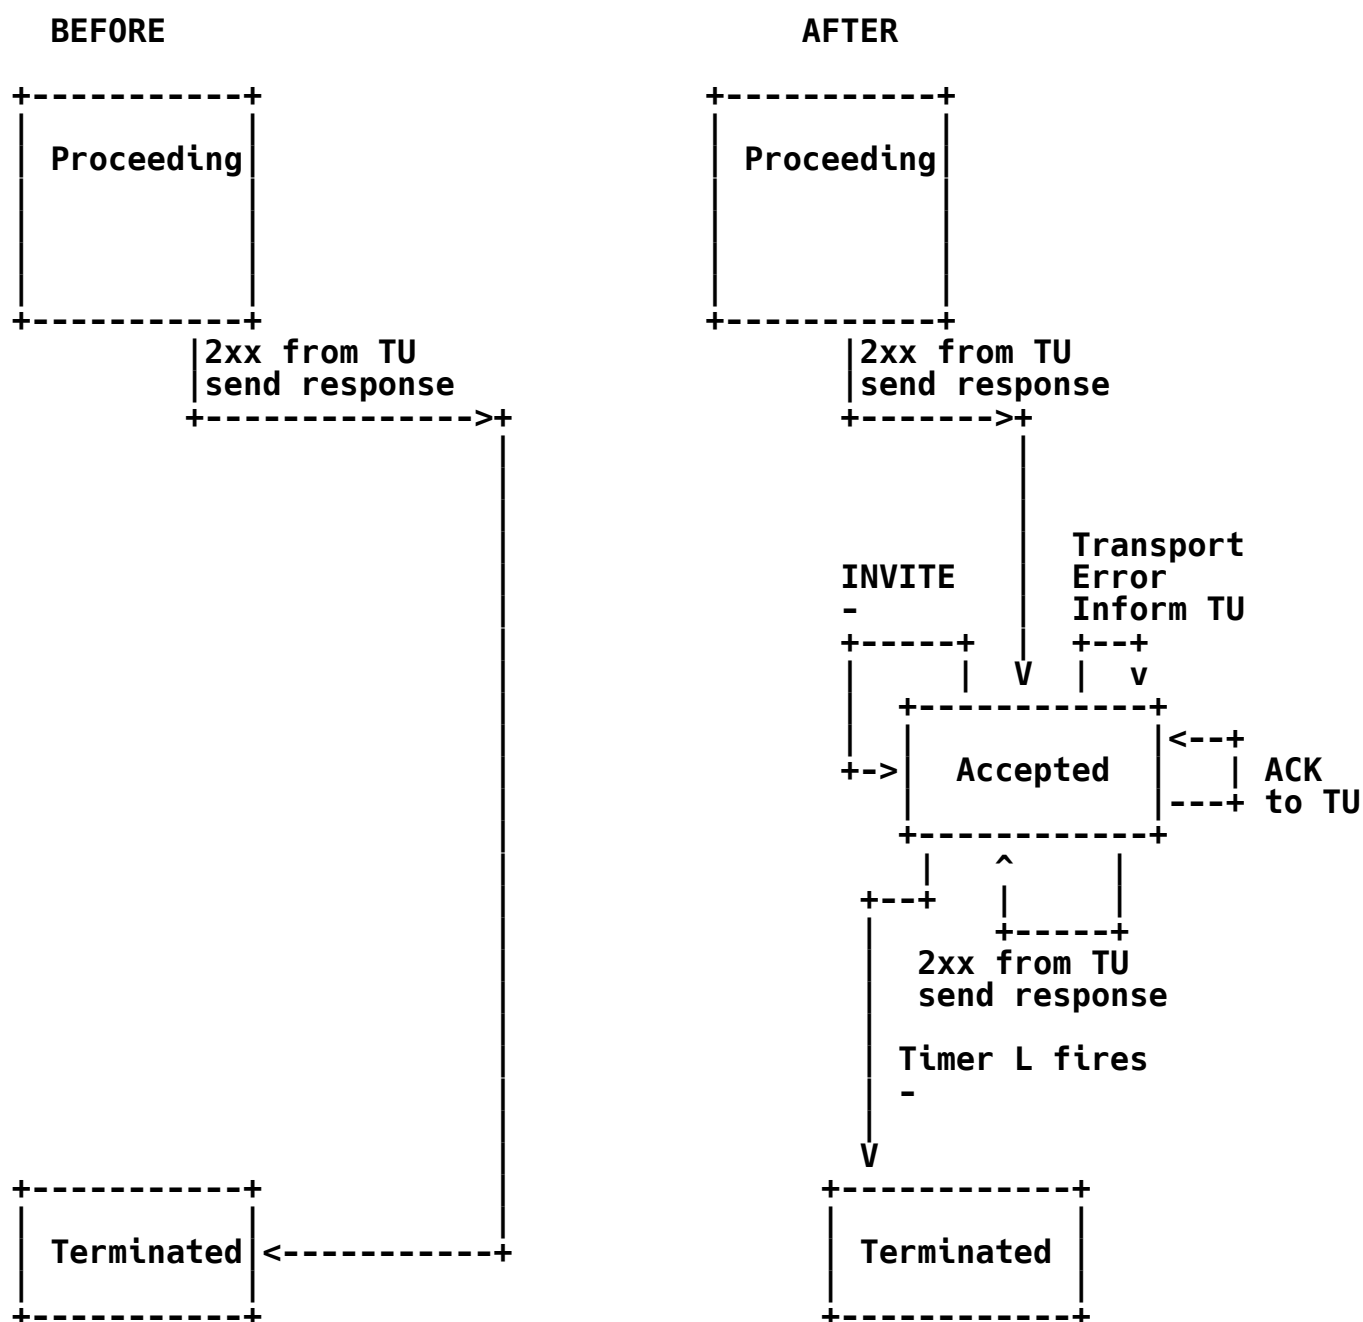 BEFORE
AFTER
Proceeding
Proceeding
2xx from TU
send response
2xx from TU
send response
INVITE
-
Transport
Error
Inform TU
Accepted
ACK
to TU
2xx from TU
send response
Timer L fires
-
Terminated
Terminated